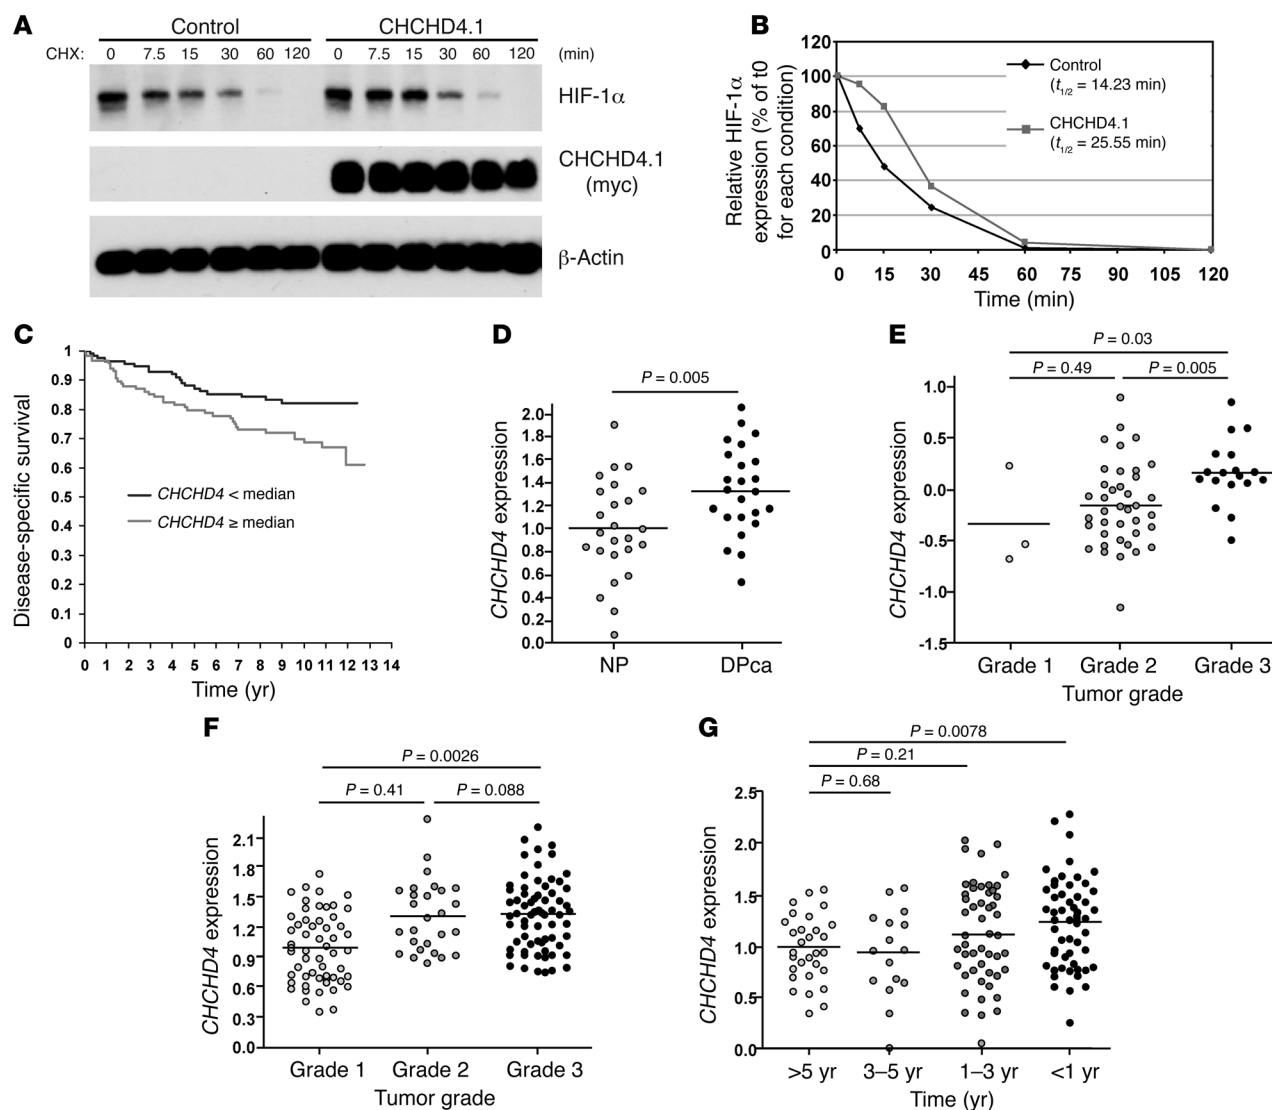 A
Control
CHCHD4.1
CHX: 0 7.5 15 30 60 120 0 7.5 15 30 60 120 (min)
HIF-1α
CHCHD4.1
(myc)
β-Actin
B
Relative HIF-1α
expression (% of t0
for each condition)
120
100
80
60
40
20
0
0 15 30 45 60 75 90 105 120
Time (min)
Control
(t1/2 = 14.23 min)
CHCHD4.1
(t1/2 = 25.55 min)
C
Disease-specific survival
1
0.9
0.8
0.7
0.6
0.5
0.4
0.3
0.2
0.1
0
CHCHD4 < median
CHCHD4 ≥ median
0 1 2 3 4 5 6 7 8 9 10 11 12 13 14
Time (yr)
D
P = 0.005
CHCHD4 expression
2.0
1.8
1.6
1.4
1.2
1.0
0.8
0.6
0.4
0.2
0.0
NP DPca
E
P = 0.03
P = 0.49 P = 0.005
CHCHD4 expression
1.0
0.5
0.0
-0.5
-1.0
-1.5
Grade 1 Grade 2 Grade 3
Tumor grade
F
P = 0.0026
P = 0.41 P = 0.088
CHCHD4 expression
2.1
1.8
1.5
1.2
0.9
0.6
0.3
0.0
Grade 1 Grade 2 Grade 3
Tumor grade
G
P = 0.0078
P = 0.21
P = 0.68
CHCHD4 expression
2.5
2.0
1.5
1.0
0.5
0.0
>5 yr 3–5 yr 1–3 yr <1 yr
Time (yr)